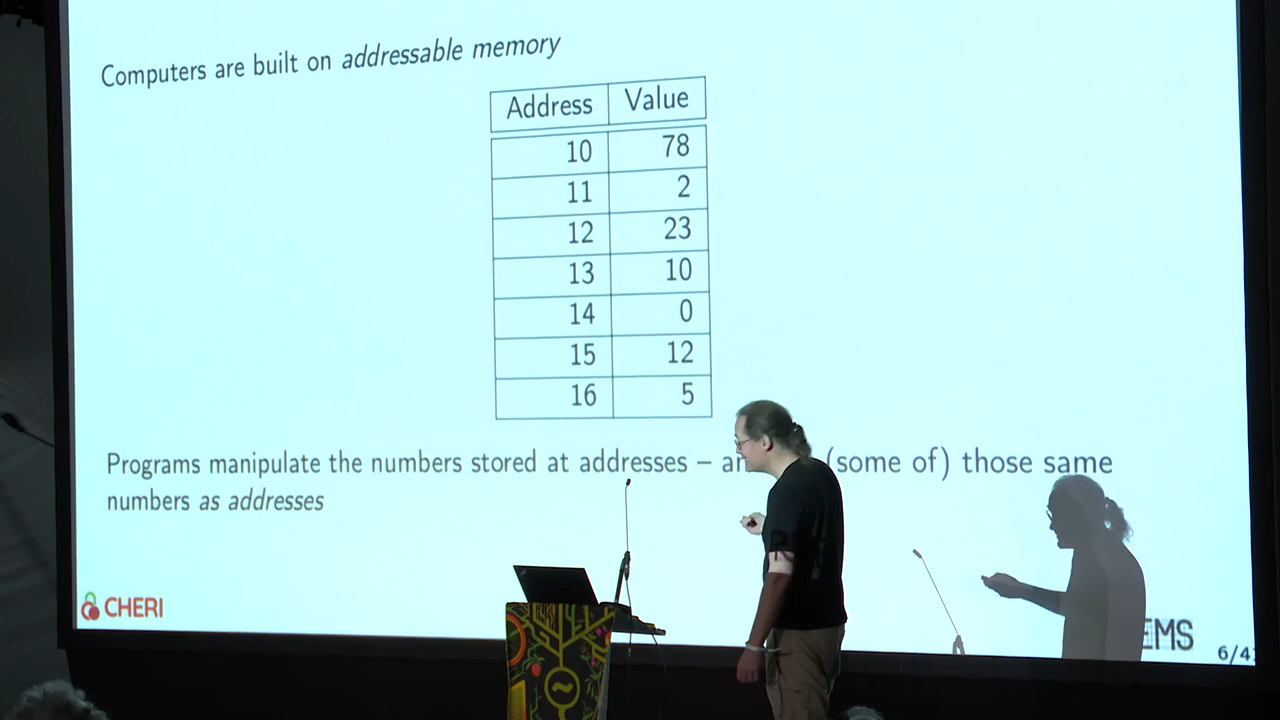 Computers are built on addressable memory
Address Value
10 78
11 2
12 23
13 10
14 0
15 12
16 5
Programs manipulate the numbers stored at addresses – (some of) those same
numbers as addresses
CHERI
EMS
6/4